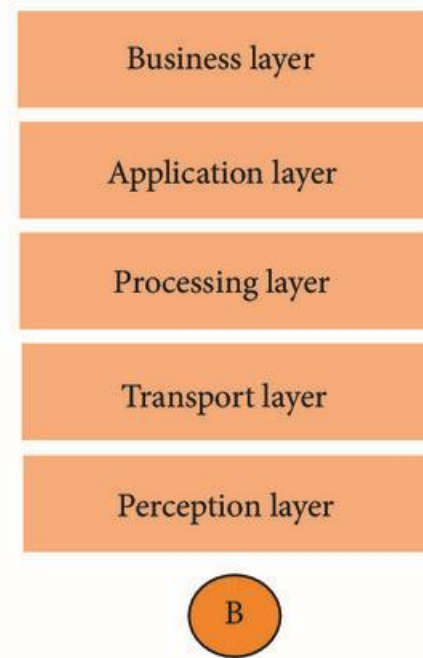 Business layer
Application layer
Processing layer
Transport layer
Perception layer
B